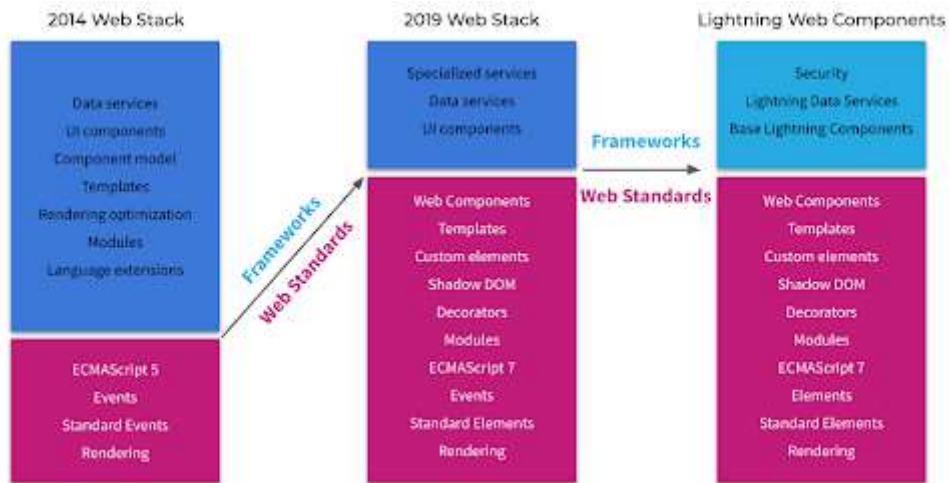 2014 Web Stack
Data services
UI components
Component model
Templates
Rendering optimization
Modules
Language extensions
ECMAScript 5
Events
Standard Events
Rendering
Frameworks
Web Standards
2019 Web Stack
Specialized services
Data services
UI components
Web Components
Templates
Custom elements
Shadow DOM
Decorators
Modules
ECMAScript 7
Events
Standard Elements
Rendering
Frameworks
Web Standards
Lightning Web Components
Security
Lightning Data Services
Base Lightning Components
Web Components
Templates
Custom elements
Shadow DOM
Decorators
Modules
ECMAScript 7
Elements
Standard Elements
Rendering